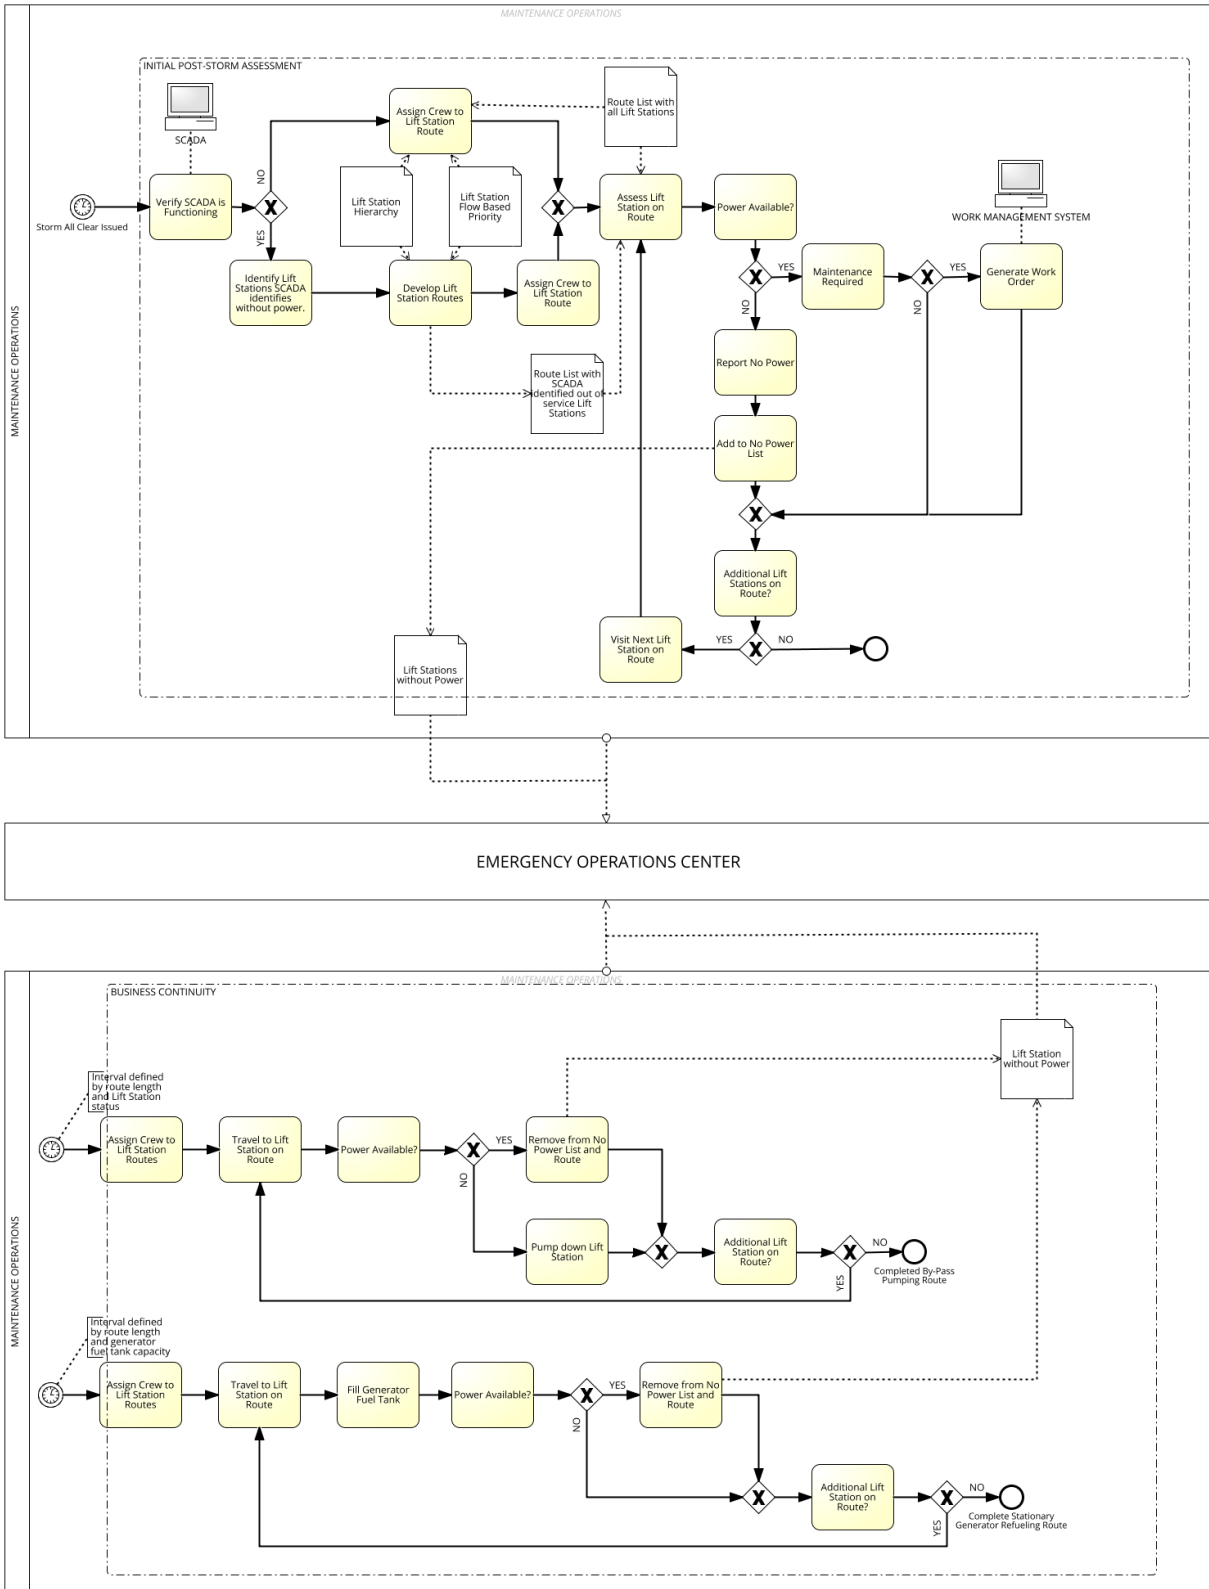 MAINTENANCE OPERATIONS
MAINTENANCE OPERATIONS
INITIAL POST-STORM ASSESSMENT
SCADA
Storm All Clear Issued
Verify SCADA is
Functioning
NO
YES
Assign Crew to
Lift Station
Route
Route List with
all Lift Stations
Lift Station
Hierarchy
Lift Station
Flow Based
Priority
Identify Lift
Stations SCADA
identifies
without power.
Develop Lift
Station Routes
Assign Crew to
Lift Station
Route
Assess Lift
Station on
Route
Power Available?
WORK MANAGEMENT SYSTEM
YES
NO
Maintenance
Required
YES
NO
Generate Work
Order
Route List with
SCADA
identified out of
service Lift
Stations
Report No Power
Add to No Power
List
Additional Lift
Stations on
Route?
YES
NO
Visit Next Lift
Station on
Route
Lift Stations
without Power
EMERGENCY OPERATIONS CENTER
MAINTENANCE OPERATIONS
MAINTENANCE OPERATIONS
BUSINESS CONTINUITY
Lift Station
without Power
Interval defined
by route length
and Lift Station
status
Assign Crew to
Lift Station
Routes
Travel to Lift
Station on
Route
Power Available?
YES
NO
Remove from No
Power List and
Route
Pump down Lift
Station
Additional Lift
Station on
Route?
NO
YES
Completed By-Pass
Pumping Route
Interval defined
by route length
and generator
fuel tank capacity
Assign Crew to
Lift Station
Routes
Travel to Lift
Station on
Route
Fill Generator
Fuel Tank
Power Available?
YES
NO
Remove from No
Power List and
Route
Additional Lift
Station on
Route?
NO
YES
Complete Stationary
Generator Refueling Route